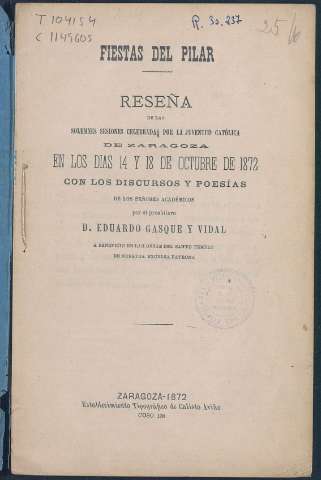 T 104154
C 1149605
R. 30.237
FIESTAS DEL PILAR
RESEÑA
DE LAS
SOLEMNES SESIONES CELEBRADAS POR LA JUVENTUD CATÓLICA
DE ZARAGOZA
EN LOS DIAS 14 Y 18 DE OCTUBRE DE 1872
CON LOS DISCURSOS Y POESÍAS
DE LOS SEÑORES ACADÉMICOS
por el presbítero
D. EDUARDO GASQUE Y VIDAL
A BENEFICIO DE LAS OBRAS DEL SANTO TEMPLO
DE NUESTRA EXCELSA PATRONA
ZARAGOZA-1872
Establecimiento Tipográfico de Calisto Ariño
COSO